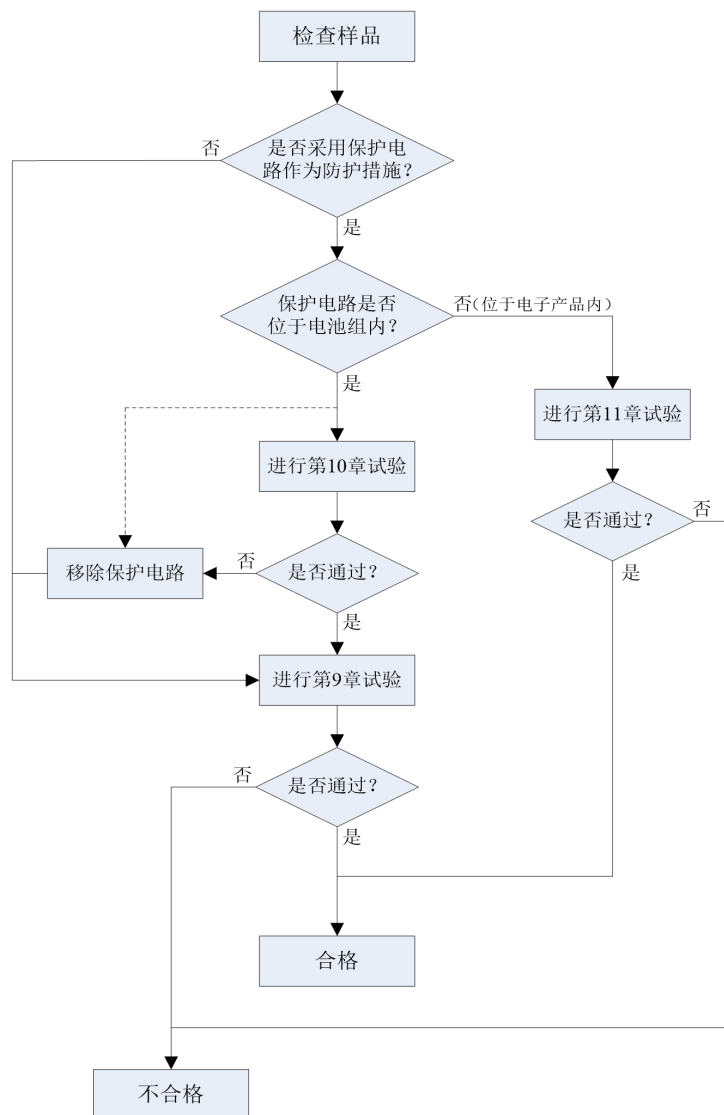 检查样品
否
是否采用保护电
路作为防护措施?
是
保护电路是否
位于电池组内?
否(位于电子产品内)
是
进行第11章试验
进行第10章试验
是否通过?
否
移除保护电路
否
是否通过?
是
是
进行第9章试验
否
是否通过?
是
合格
不合格